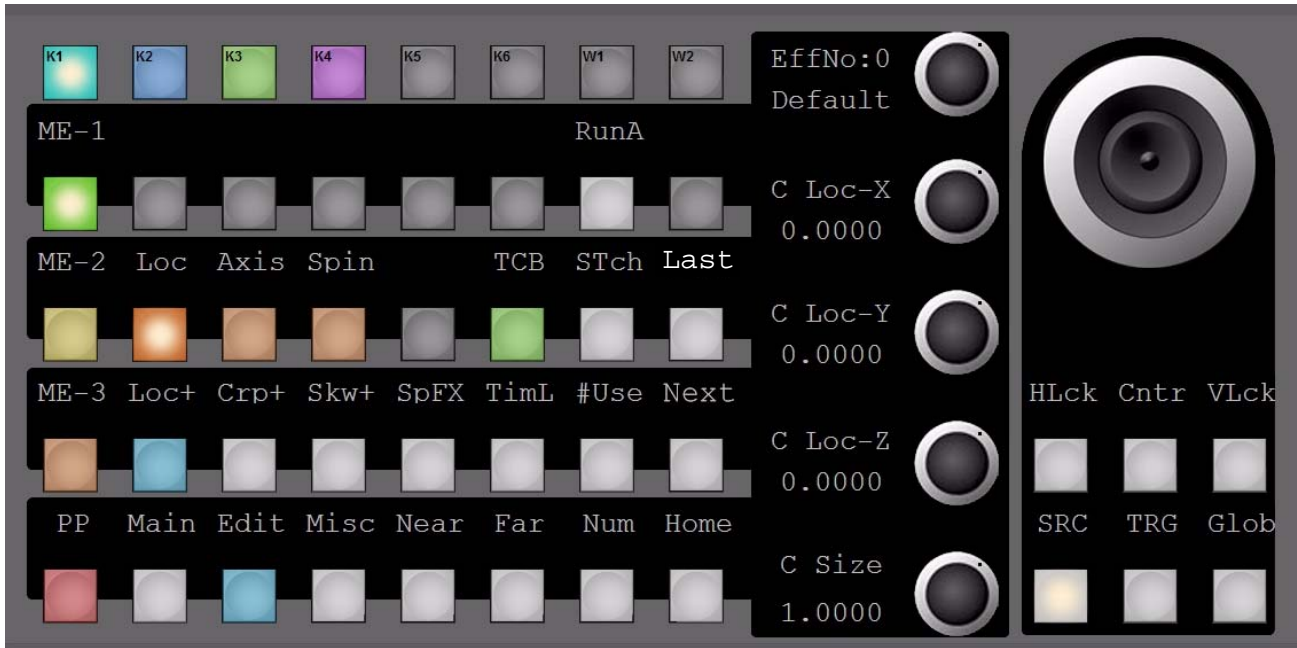 K1 K2 K3 K4 K5 K6 W1 W2
EffNo:0
Default
ME-1 RunA
C Loc-X
0.0000
ME-2 Loc Axis Spin TCB STch Last
C Loc-Y
0.0000
ME-3 Loc+ Crp+ Skw+ SpFX TimL #Use Next
HLck Cntr VLck
C Loc-Z
0.0000
PP Main Edit Misc Near Far Num Home
SRC TRG Glob
C Size
1.0000